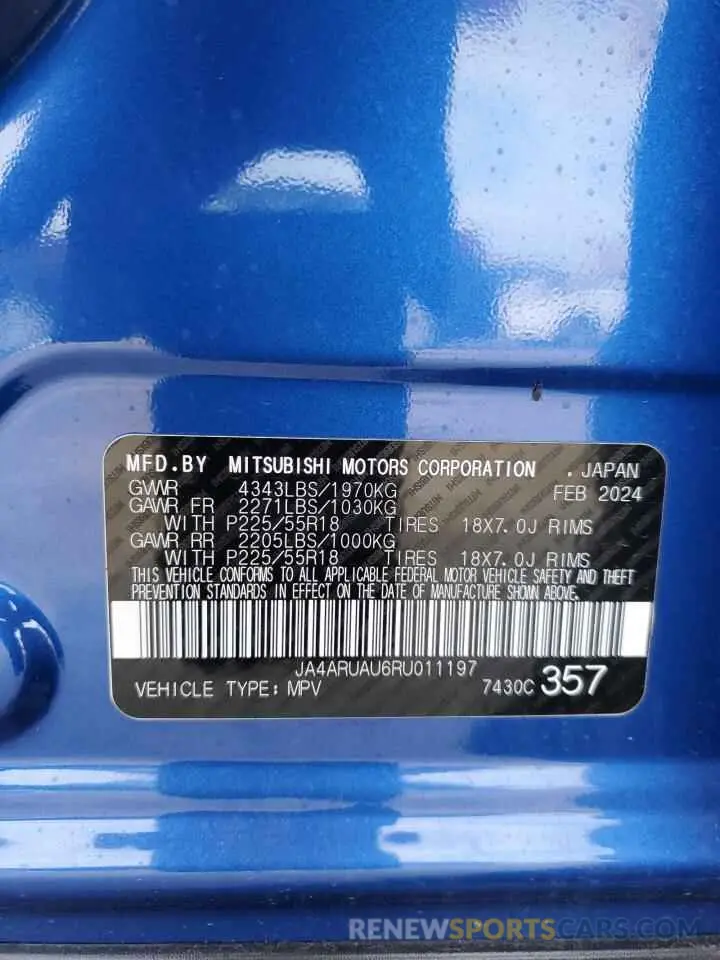 MFD.BY MITSUBISHI MOTORS CORPORATION . JAPAN
GVWR 4343LBS/1970KG FEB 2024
GAWR FR 2271LBS/1030KG
WITH P225/55R18 TIRES 18X7.0J RIMS
GAWR RR 2205LBS/1000KG
WITH P225/55R18 TIRES 18X7.0J RIMS
THIS VEHICLE CONFORMS TO ALL APPLICABLE FEDERAL MOTOR VEHICLE SAFETY AND THEFT
PREVENTION STANDARDS IN EFFECT ON THE DATE OF MANUFACTURE SHOWN ABOVE.
JA4ARUAU6RU011197
VEHICLE TYPE: MPV 7430C 357
RENEWSPORTSCARS.COM